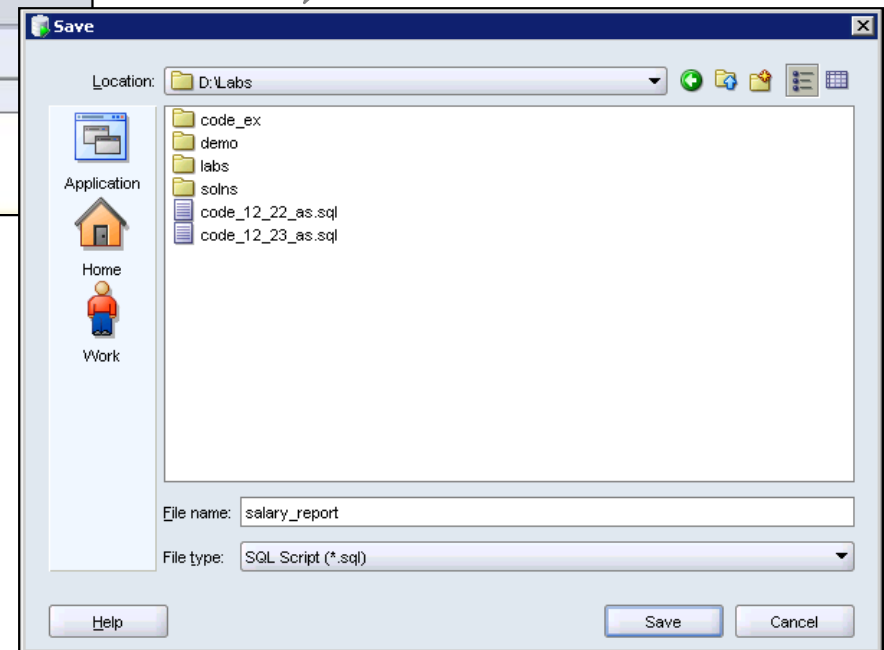 Save
Location: D:\Labs
code_ex
demo
labs
solns
code_12_22_as.sql
code_12_23_as.sql
Application
Home
Work
File name: salary_report
File type: SQL Script (*.sql)
Help Save Cancel